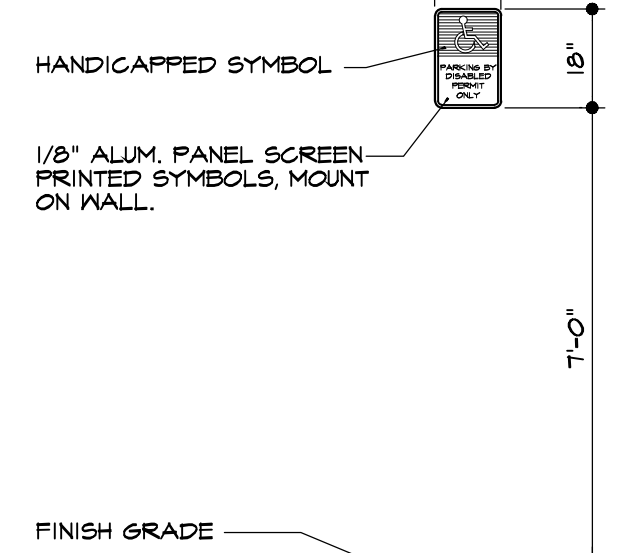 HANDICAPPED SYMBOL
PARKING BY
DISABLED
PERMIT
ONLY
18"
1/8" ALUM. PANEL SCREEN
PRINTED SYMBOLS, MOUNT
ON WALL.
7'-0"
FINISH GRADE